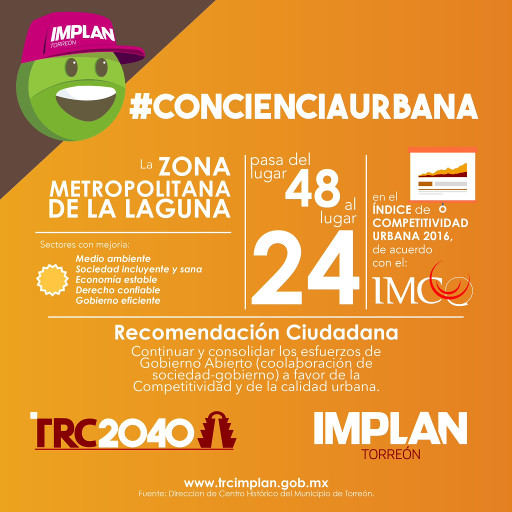 IMPLAN
TORREÓN
#CONCIENCIAURBANA
La ZONA
METROPOLITANA
DE LA LAGUNA
pasa del
lugar
48 al
lugar
24
en el
ÍNDICE de
COMPETITIVIDAD
URBANA 2016,
de acuerdo
con el:
IMCO
Sectores con mejoria:
Medio ambiente
Sociedad incluyente y sana
Economía estable
Derecho confiable
Gobierno eficiente
Recomendación Ciudadana
Continuar y consolidar los esfuerzos de
Gobierno Abierto (coolaboración de
sociedad-gobierno) a favor de la
Competitividad y de la calidad urbana.
TRC2040
IMPLAN
TORREÓN
www.trcimplan.gob.mx
Fuente: Direccion de Centro Histórico del Municipio de Torreón.